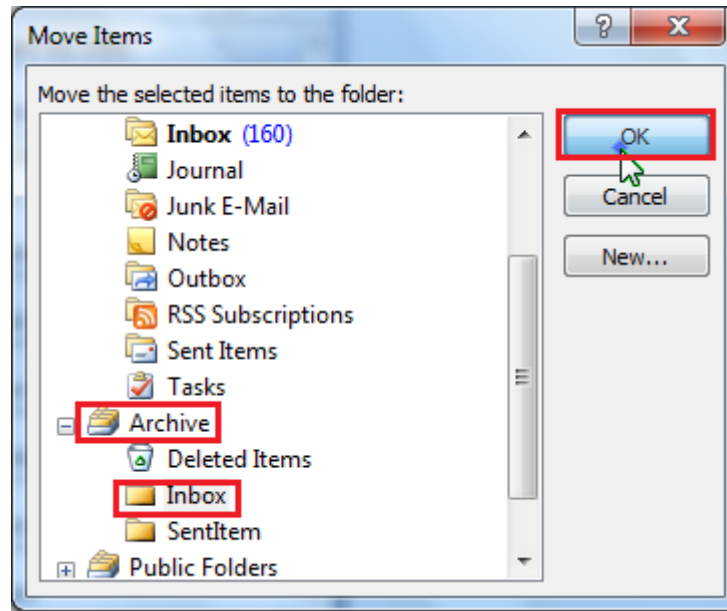 Move Items
Move the selected items to the folder:
Inbox (160)
Journal
Junk E-Mail
Notes
Outbox
RSS Subscriptions
Sent Items
Tasks
Archive
Deleted Items
Inbox
SentItem
Public Folders
OK
Cancel
New...